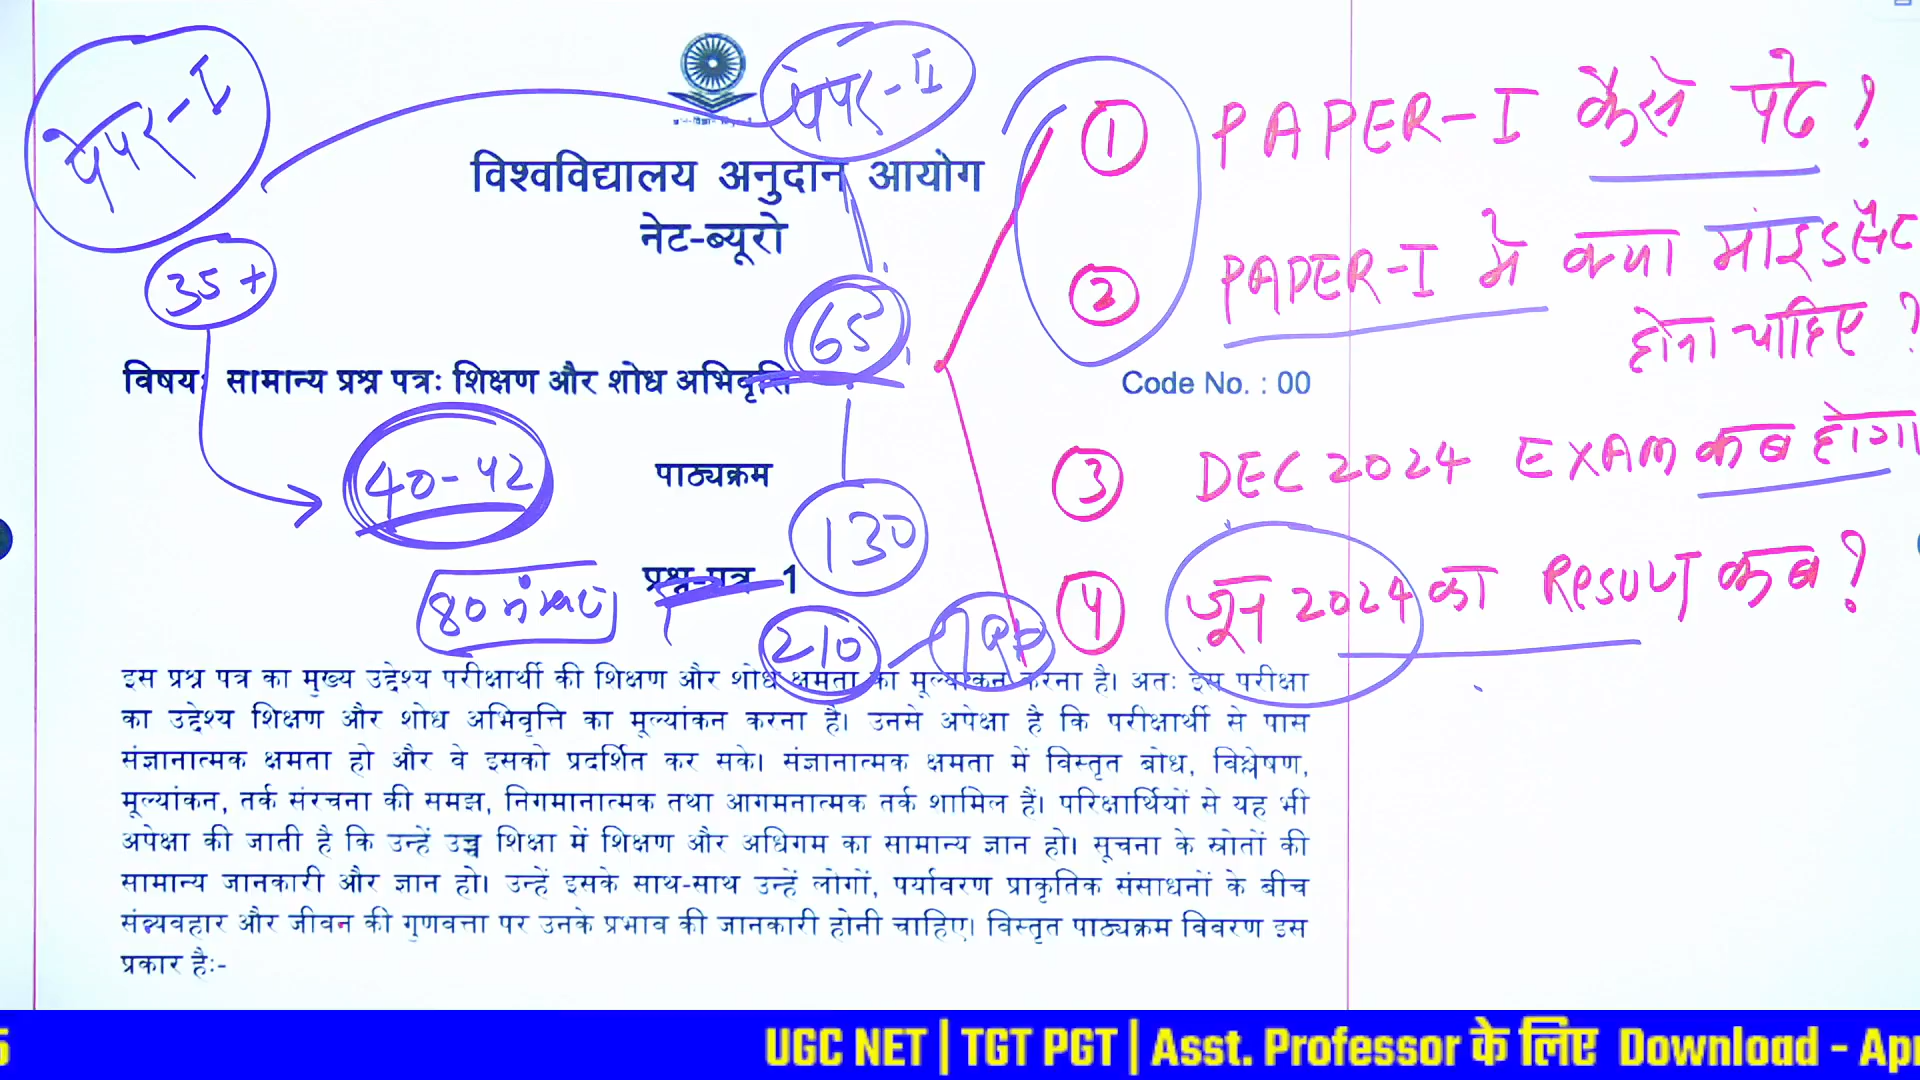 पेपर-I
पेपर-II
विश्वविद्यालय अनुदान आयोग
नेट-ब्यूरो
35+
65
विषय: सामान्य प्रश्न पत्र: शिक्षण और शोध अभिवृत्ति
Code No. : 00
40-42
पाठ्यक्रम
130
80 नंबर
प्रश्न-पत्र 1
210
① PAPER-I कैसे पढे ?
② PAPER-I मे क्या माइंडसेट
होना चाहिए ?
③ DEC 2024 EXAM कब होगा
④ जून 2024 का RESULT कब ?
इस प्रश्न पत्र का मुख्य उद्देश्य परीक्षार्थी की शिक्षण और शोध क्षमता का मूल्यांकन करना है। अतः इस परीक्षा
का उद्देश्य शिक्षण और शोध अभिवृत्ति का मूल्यांकन करना है। उनसे अपेक्षा है कि परीक्षार्थी से पास
संज्ञानात्मक क्षमता हो और वे इसको प्रदर्शित कर सके। संज्ञानात्मक क्षमता में विस्तृत बोध, विश्लेषण,
मूल्यांकन, तर्क संरचना की समझ, निगमानात्मक तथा आगमनात्मक तर्क शामिल हैं। परिक्षार्थियों से यह भी
अपेक्षा की जाती है कि उन्हें उच्च शिक्षा में शिक्षण और अधिगम का सामान्य ज्ञान हो। सूचना के स्रोतों की
सामान्य जानकारी और ज्ञान हो। उन्हें इसके साथ-साथ उन्हें लोगों, पर्यावरण प्राकृतिक संसाधनों के बीच
संव्यवहार और जीवन की गुणवत्ता पर उनके प्रभाव की जानकारी होनी चाहिए। विस्तृत पाठ्यक्रम विवरण इस
प्रकार है:-
5 UGC NET | TGT PGT | Asst. Professor के लिए Download - Ap